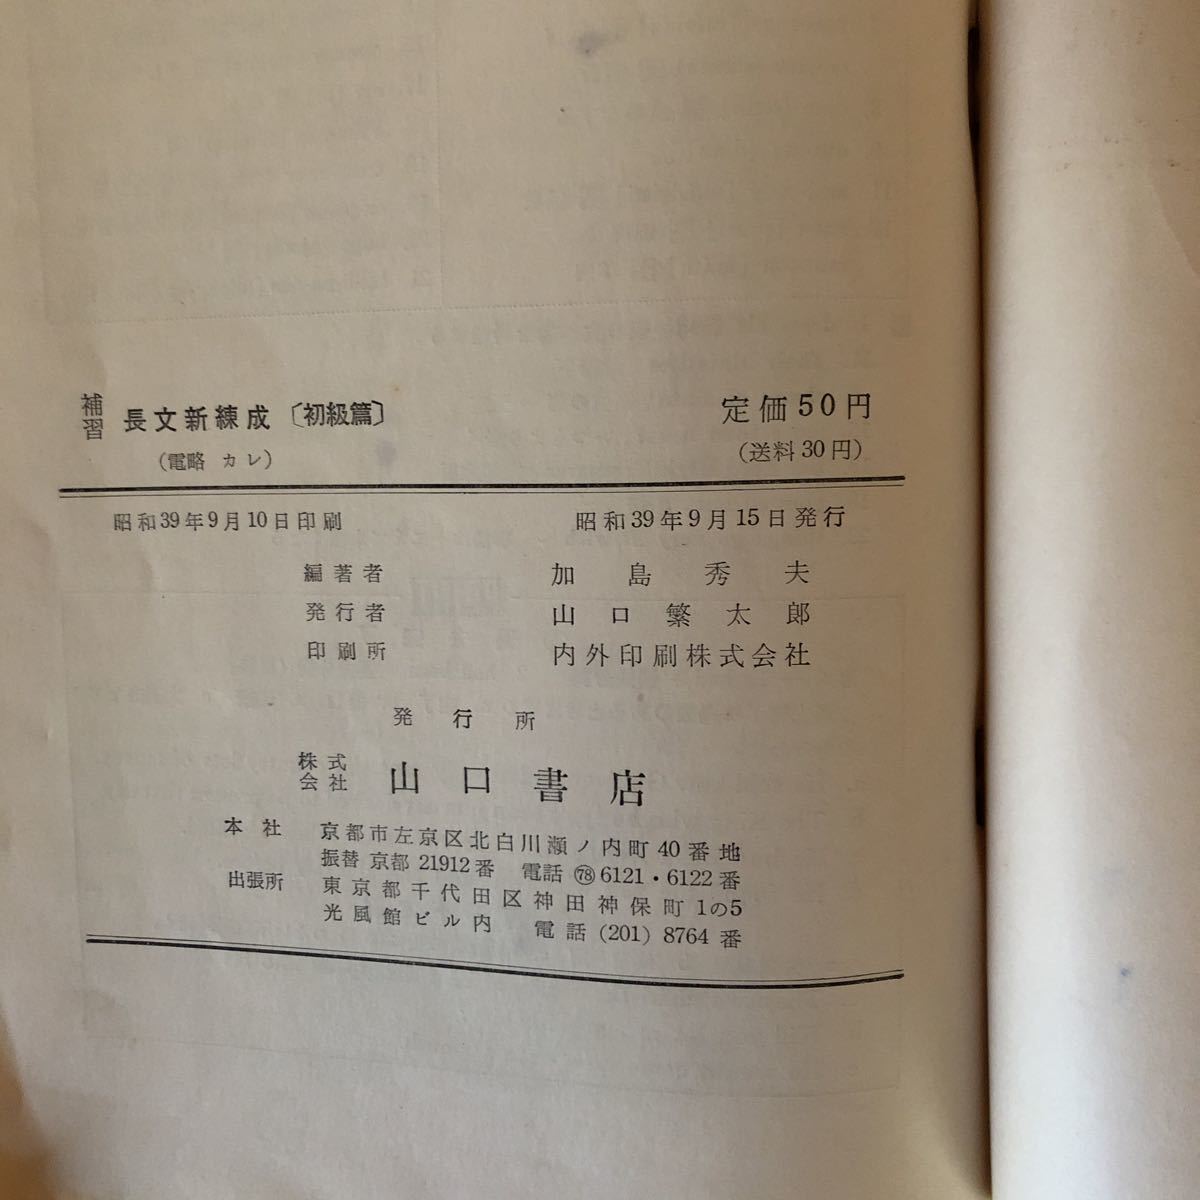 補習 長文新練成〔初級篇〕 定価50円
(電略 カレ) (送料30円)
昭和39年9月10日印刷 昭和39年9月15日発行
編著者 加島秀夫
発行者 山口繁太郎
印刷所 内外印刷株式会社
発行所
株式会社 山口書店
本社 京都市左京区北白川瀬ノ内町40番地
振替 京都 21912番 電話 ㊆6121・6122番
出張所 東京都千代田区神田神保町1の5
光風館ビル内 電話(201)8764番